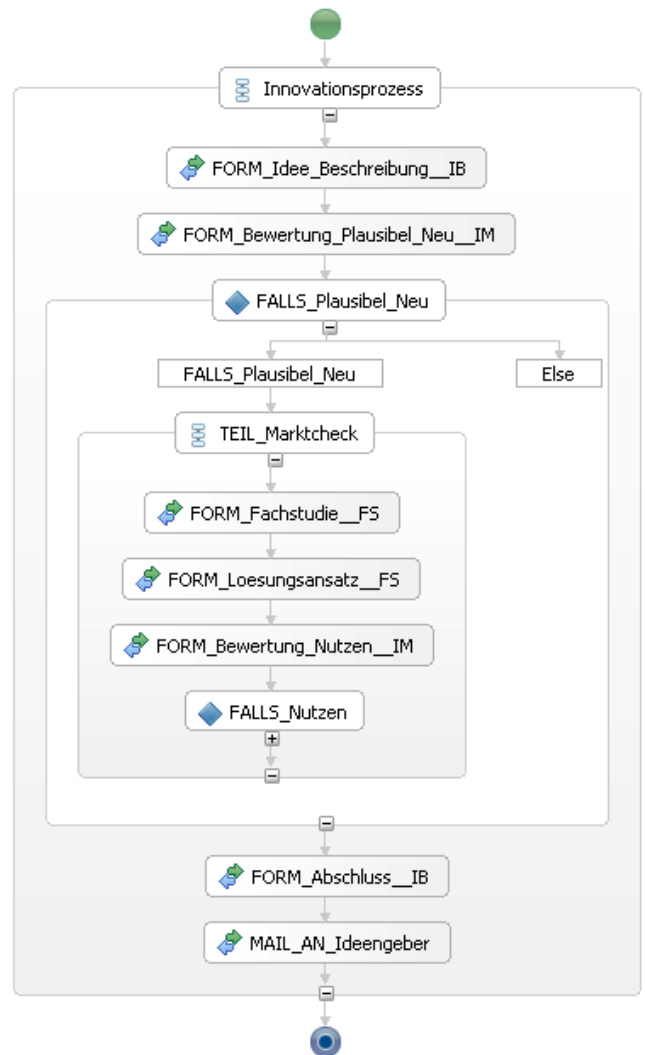 Innovationsprozess
FORM_Idee_Beschreibung__IB
FORM_Bewertung_Plausibel_Neu__IM
FALLS_Plausibel_Neu
FALLS_Plausibel_Neu
Else
TEIL_Marktcheck
FORM_Fachstudie__FS
FORM_Loesungsansatz__FS
FORM_Bewertung_Nutzen__IM
FALLS_Nutzen
FORM_Abschluss__IB
MAIL_AN_Ideengeber